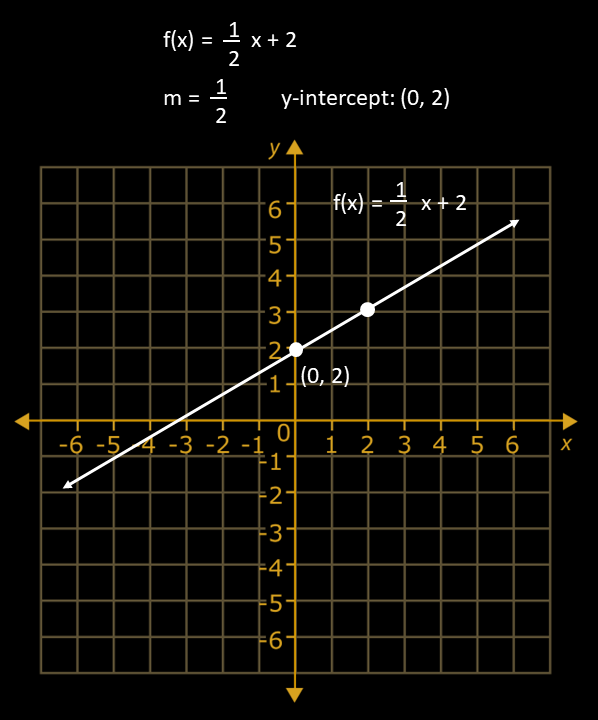 f(x) = 1/2 x + 2
m = 1/2 y-intercept: (0, 2)
y
f(x) = 1/2 x + 2
6
5
4
3
2
1
(0, 2)
0
-6 -5 -4 -3 -2 -1 1 2 3 4 5 6 x
-1
-2
-3
-4
-5
-6